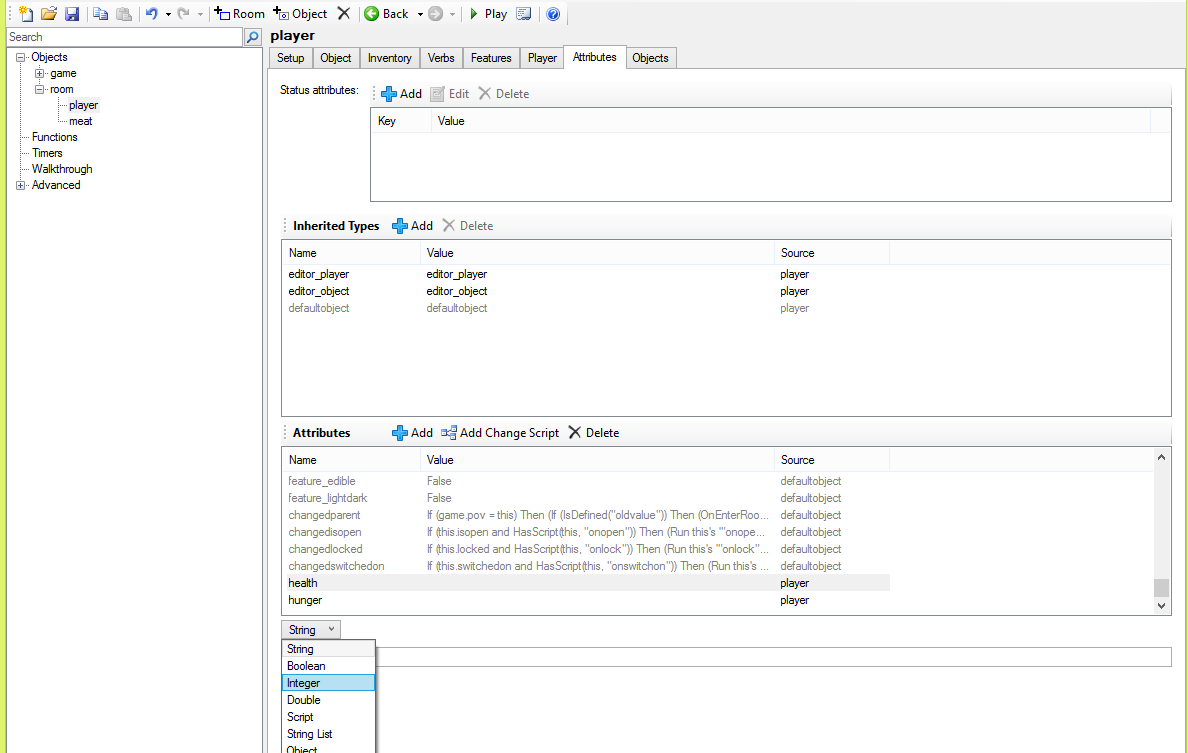 Room Object Back Play
Search
player
Objects
game
room
player
meat
Functions
Timers
Walkthrough
Advanced
Setup Object Inventory Verbs Features Player Attributes Objects
Status attributes: Add Edit Delete
Key Value
Inherited Types Add Delete
Name Value Source
editor_player editor_player player
editor_object editor_object player
defaultobject defaultobject player
Attributes Add Add Change Script Delete
Name Value Source
feature_edible False defaultobject
feature_lightdark False defaultobject
changedparent If (game.pov = this) Then (If (IsDefined("oldvalue")) Then (OnEnterRoo... defaultobject
changedisopen If (this.isopen and HasScript(this, "onopen")) Then (Run this's "'onope... defaultobject
changedlocked If (this.locked and HasScript(this, "onlock")) Then (Run this's "'onlock"... defaultobject
changedswitchedon If (this.switchedon and HasScript(this, "onswitchon")) Then (Run this's ... defaultobject
health player
hunger player
String
String
Boolean
Integer
Double
Script
String List
Object